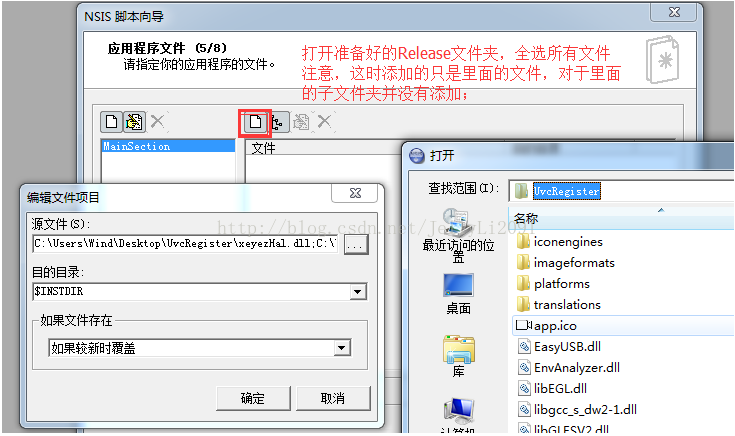 NSIS 脚本向导
应用程序文件 (5/8)
请指定你的应用程序的文件。
打开准备好的Release文件夹，全选所有文件
注意，这时添加的只是里面的文件，对于里面
的子文件夹并没有添加；
MainSection
文件
打开
查找范围(I):
UvcRegister
名称
最近访问的位置
桌面
库
计算机
iconengines
imageformats
platforms
translations
app.ico
EasyUSB.dll
EnvAnalyzer.dll
libEGL.dll
libgcc_s_dw2-1.dll
libGLESV2.dll
编辑文件项目
源文件(S):
C:\Users\Wind\Desktop\UvcRegister\xeyezHal.dll;C:\
...
目的目录:
$INSTDIR
如果文件存在
如果较新时覆盖
确定
取消